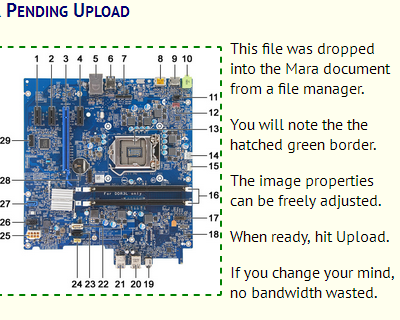 Pending Upload
This file was dropped
into the Mara document
from a file manager.
You will note the the
hatched green border.
The image properties
can be freely adjusted.
When ready, hit Upload.
If you change your mind,
no bandwidth wasted.
1 2 3 4 5 6 7 8 9 10
11
12
13
14
15
16
17
18
29
28
27
26
25
For DDR3L only
24 23 22 21 20 19